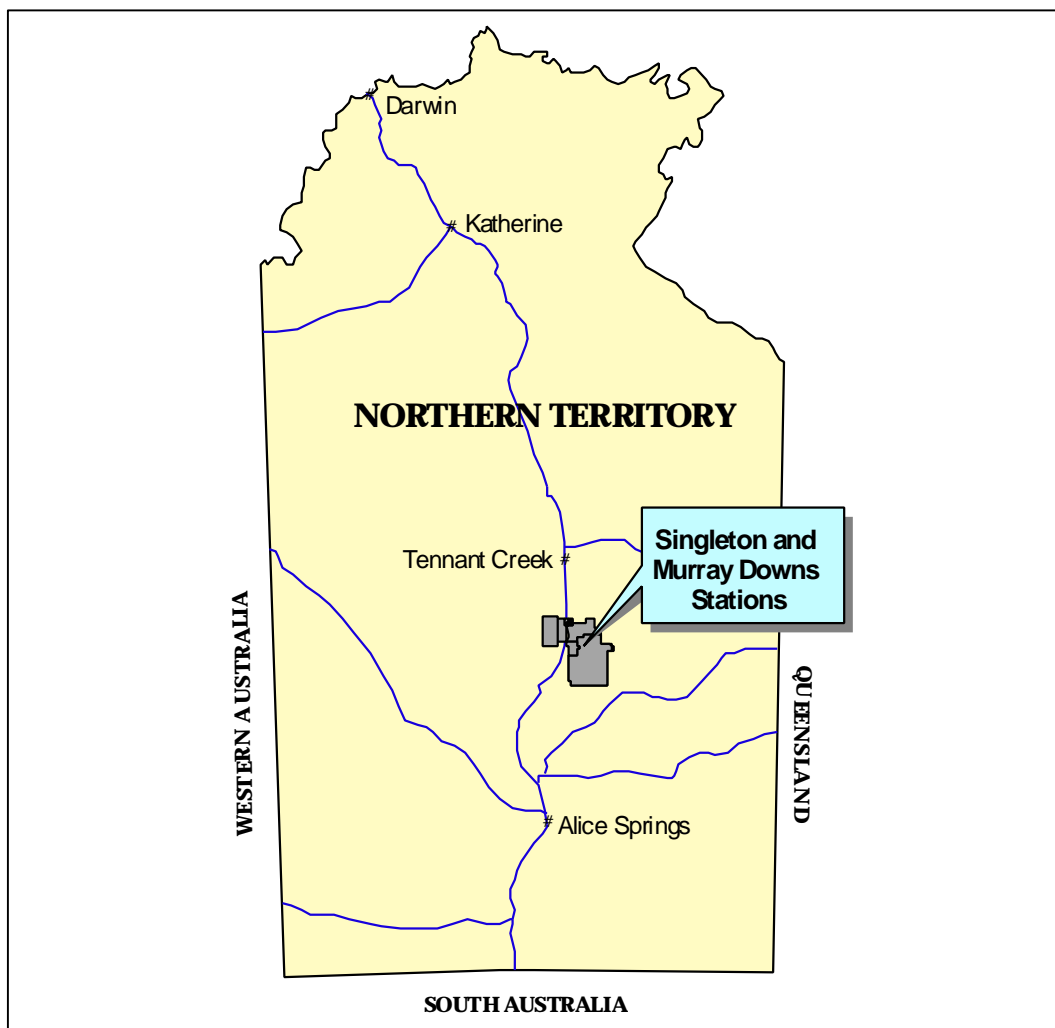 Darwin
Katherine
NORTHERN TERRITORY
Singleton and
Murray Downs
Stations
Tennant Creek
WESTERN AUSTRALIA
QUEENSLAND
Alice Springs
SOUTH AUSTRALIA